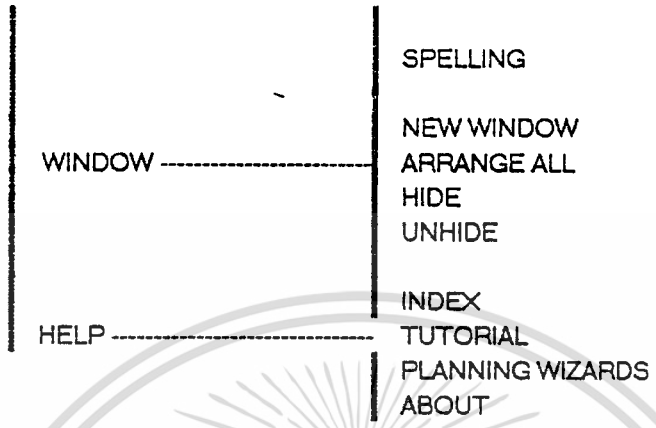 SPELLING
NEW WINDOW
WINDOW ARRANGE ALL
HIDE
UNHIDE
INDEX
HELP TUTORIAL
PLANNING WIZARDS
ABOUT